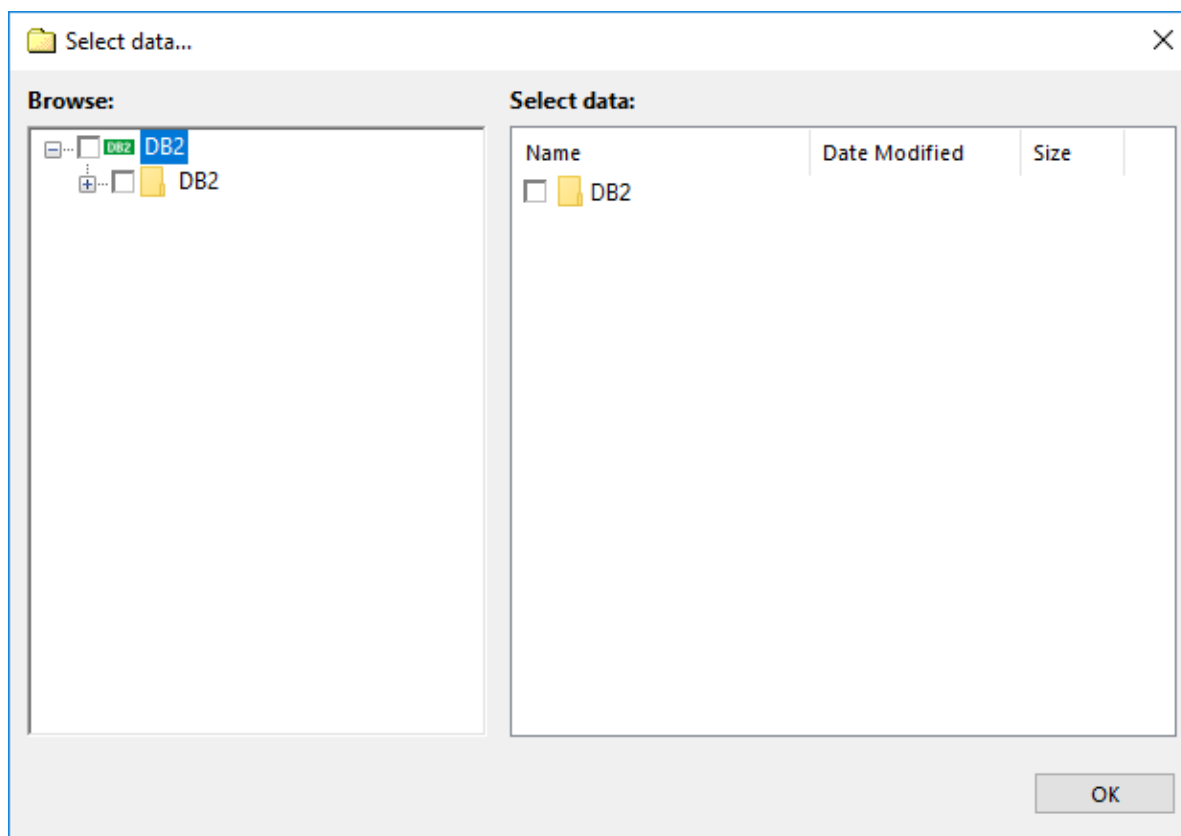 Select data...
Browse:
Select data:
DB2 DB2
DB2
Name Date Modified Size
DB2
OK